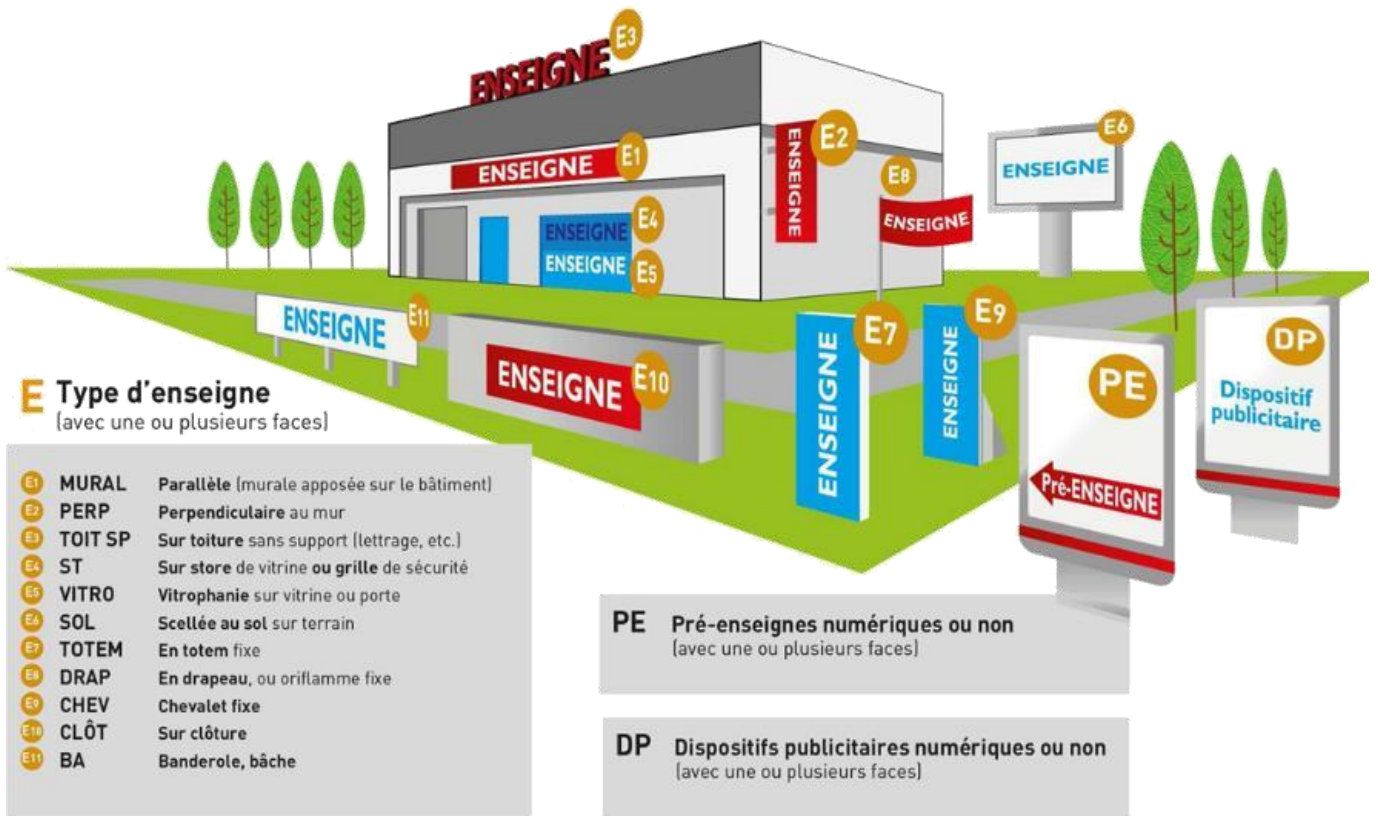 ENSEIGNE E3
ENSEIGNE E1
ENSEIGNE E2
ENSEIGNE E6
E8
ENSEIGNE
ENSEIGNE E4
ENSEIGNE E5
ENSEIGNE E11
ENSEIGNE E10
ENSEIGNE E7
ENSEIGNE E9
PE
Pré-ENSEIGNE
DP
Dispositif
publicitaire
E Type d'enseigne
(avec une ou plusieurs faces)
E1 MURAL Parallèle (murale apposée sur le bâtiment)
E2 PERP Perpendiculaire au mur
E3 TOIT SP Sur toiture sans support (lettrage, etc.)
E4 ST Sur store de vitrine ou grille de sécurité
E5 VITRO Vitrophanie sur vitrine ou porte
E6 SOL Scellée au sol sur terrain
E7 TOTEM En totem fixe
E8 DRAP En drapeau, ou oriflamme fixe
E9 CHEV Chevalet fixe
E10 CLÔT Sur clôture
E11 BA Banderole, bâche
PE Pré-enseignes numériques ou non
(avec une ou plusieurs faces)
DP Dispositifs publicitaires numériques ou non
(avec une ou plusieurs faces)